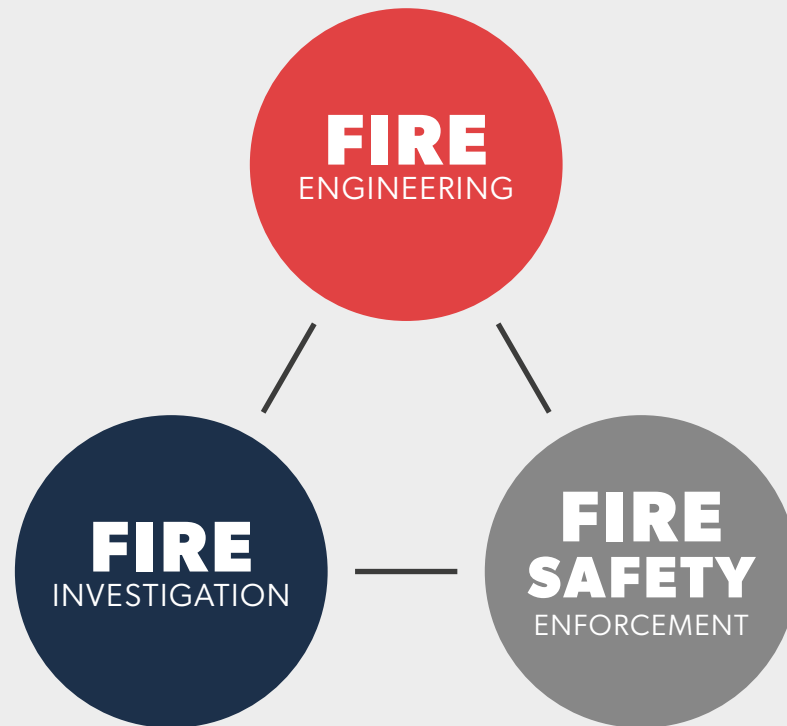 FIRE
ENGINEERING
FIRE
INVESTIGATION
FIRE
SAFETY
ENFORCEMENT